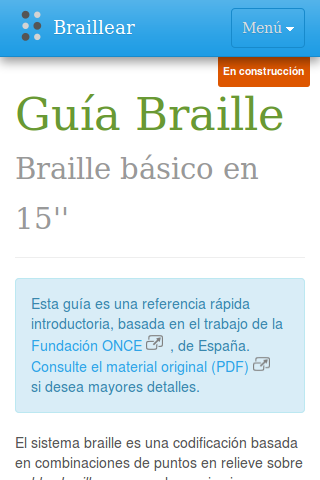 Braillear
Menú
En construcción
Guía Braille
Braille básico en
15''
Esta guía es una referencia rápida
introductoria, basada en el trabajo de la
Fundación ONCE , de España.
Consulte el material original (PDF)
si desea mayores detalles.
El sistema braille es una codificación basada
en combinaciones de puntos en relieve sobre